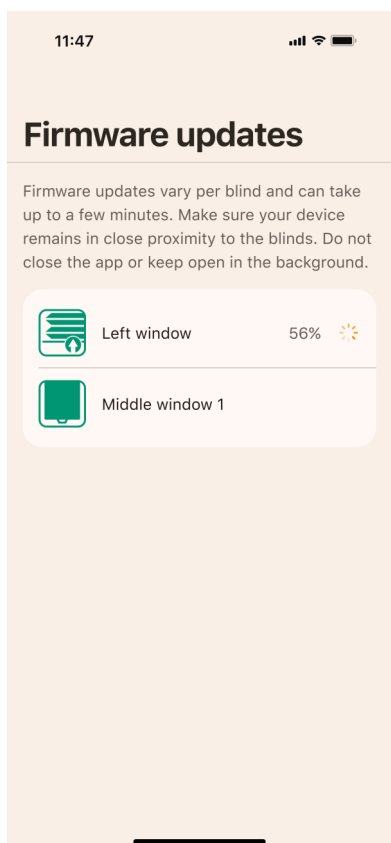 11:47
Firmware updates
Firmware updates vary per blind and can take
up to a few minutes. Make sure your device
remains in close proximity to the blinds. Do not
close the app or keep open in the background.
Left window 56%
Middle window 1